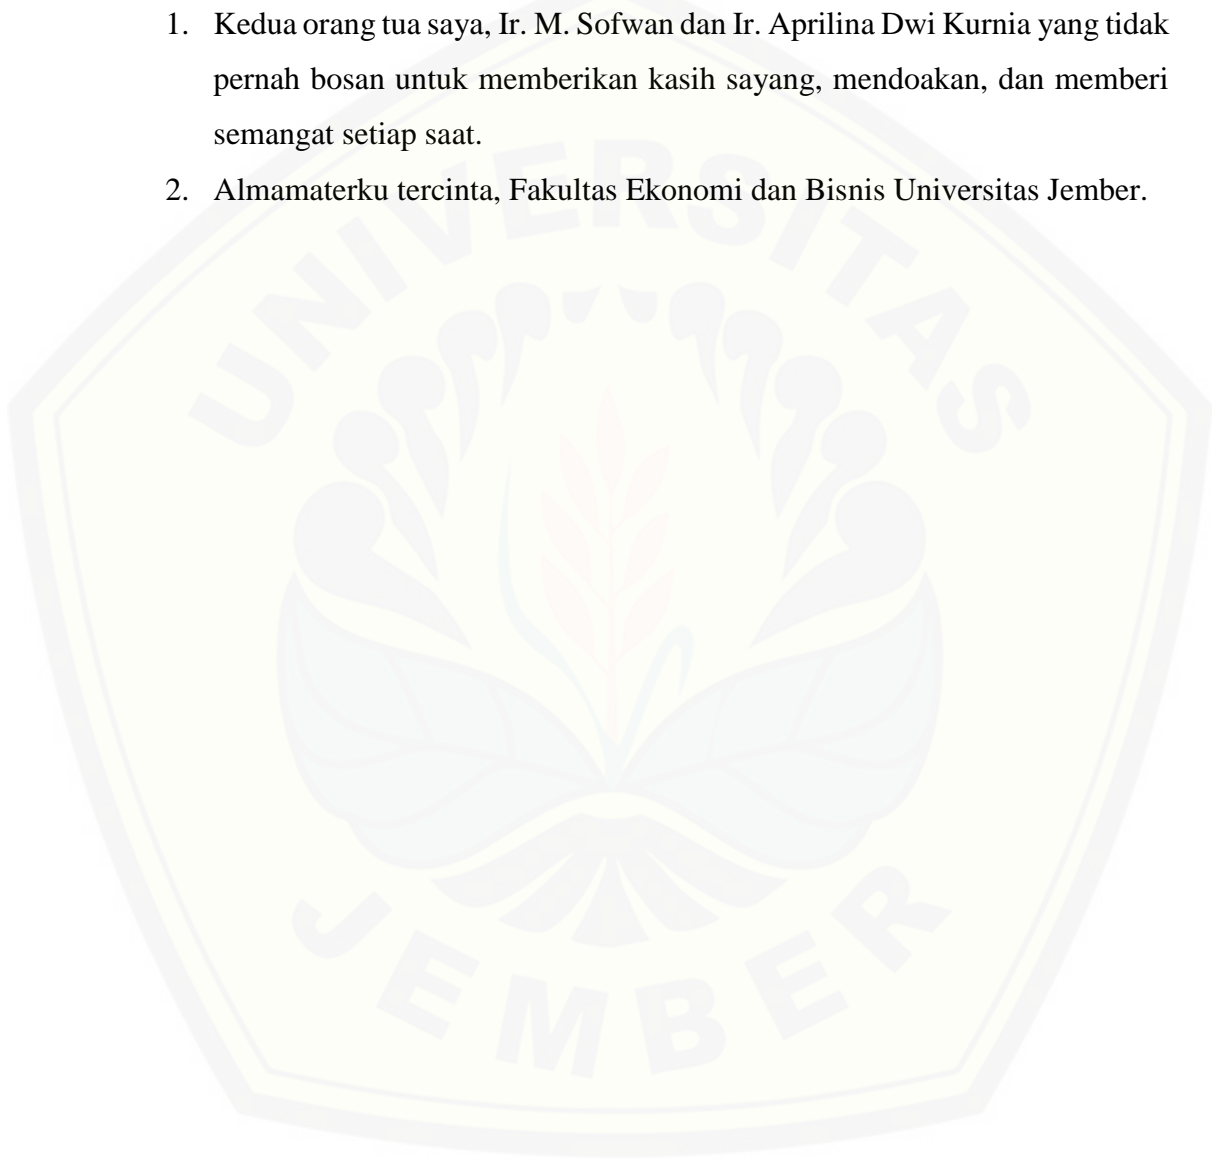 1. Kedua orang tua saya, Ir. M. Sofwan dan Ir. Aprilina Dwi Kurnia yang tidak
pernah bosan untuk memberikan kasih sayang, mendoakan, dan memberi
semangat setiap saat.
2. Almamaterku tercinta, Fakultas Ekonomi dan Bisnis Universitas Jember.
UNIVERSITAS
JEMBER